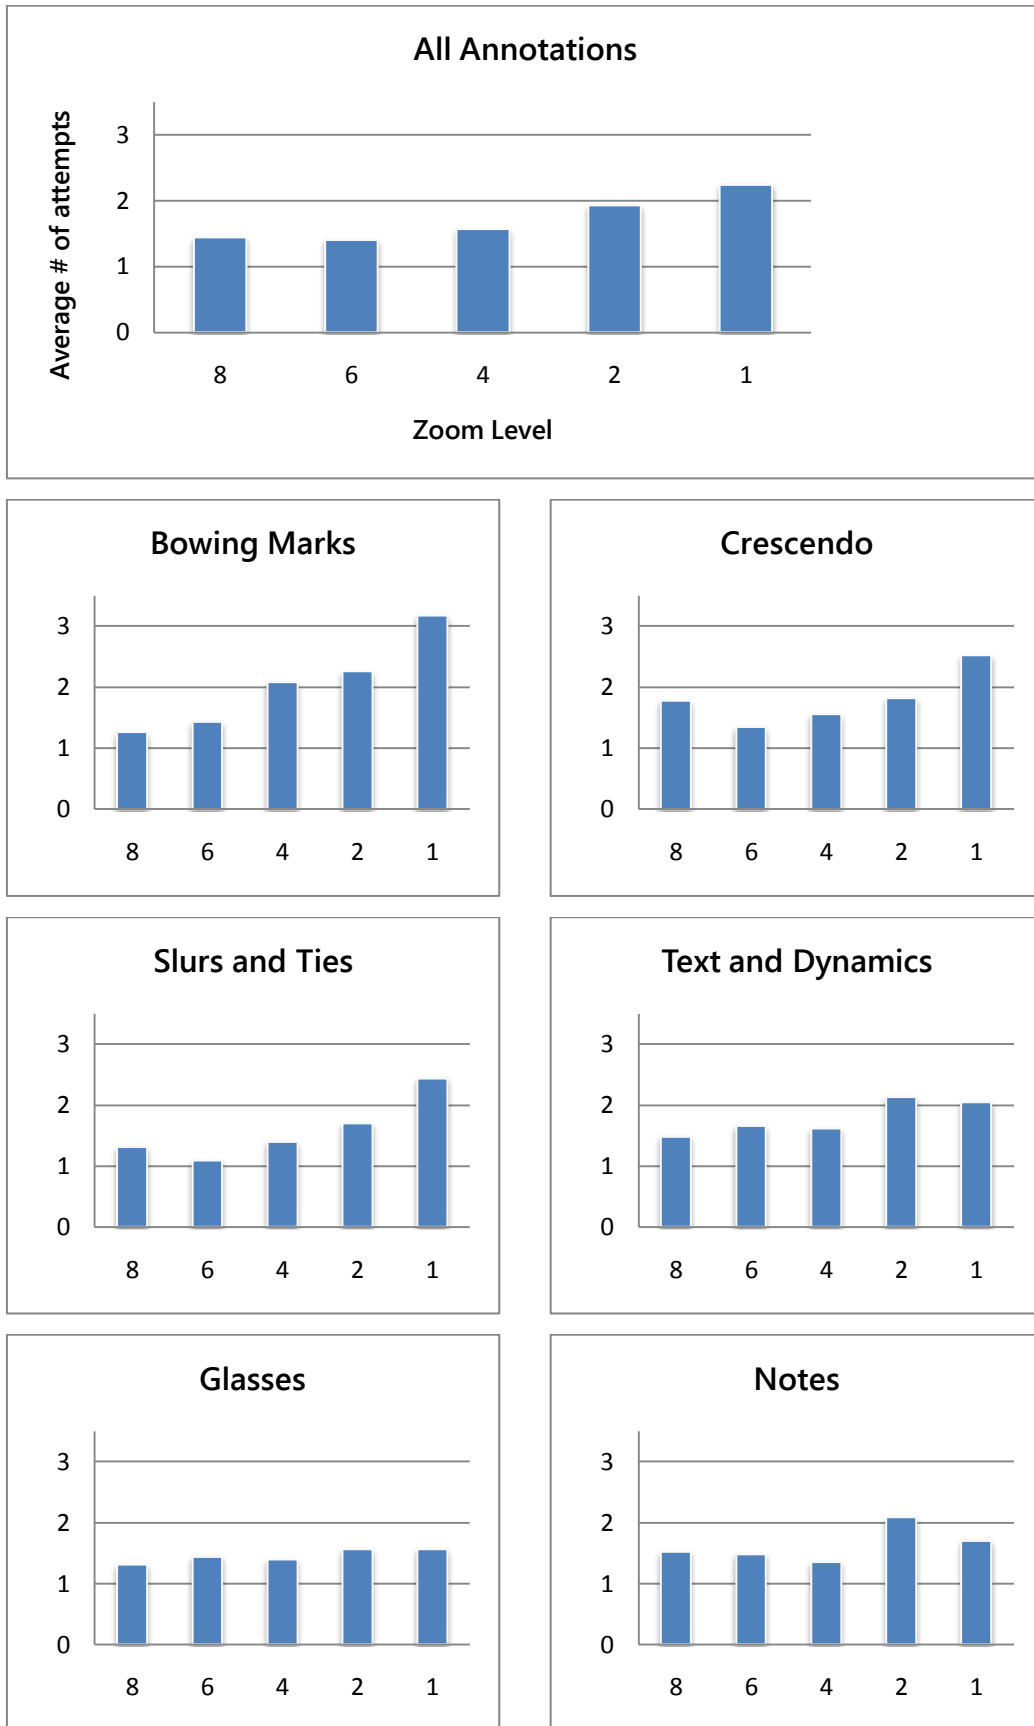 All Annotations
Average # of attempts
3
2
1
0
8 6 4 2 1
Zoom Level
Bowing Marks
3
2
1
0
8 6 4 2 1
Crescendo
3
2
1
0
8 6 4 2 1
Slurs and Ties
3
2
1
0
8 6 4 2 1
Text and Dynamics
3
2
1
0
8 6 4 2 1
Glasses
3
2
1
0
8 6 4 2 1
Notes
3
2
1
0
8 6 4 2 1